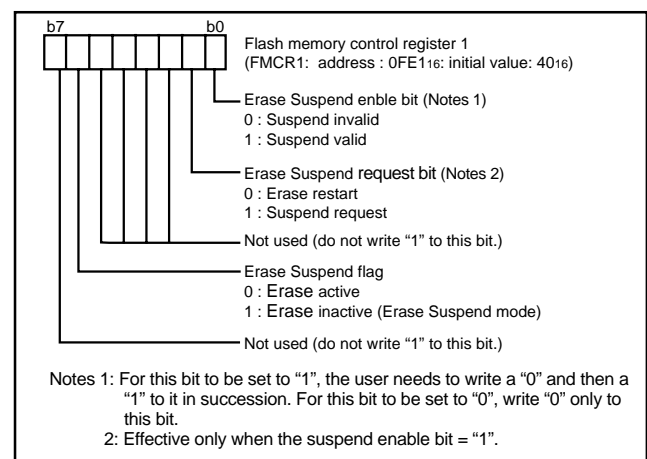 b7 b0
Flash memory control register 1
(FMCR1: address : 0FE116: initial value: 4016)
Erase Suspend enble bit (Notes 1)
0 : Suspend invalid
1 : Suspend valid
Erase Suspend request bit (Notes 2)
0 : Erase restart
1 : Suspend request
Not used (do not write “1” to this bit.)
Erase Suspend flag
0 : Erase active
1 : Erase inactive (Erase Suspend mode)
Not used (do not write “1” to this bit.)
Notes 1: For this bit to be set to “1”, the user needs to write a “0” and then a
“1” to it in succession. For this bit to be set to “0”, write “0” only to
this bit.
2: Effective only when the suspend enable bit = “1”.